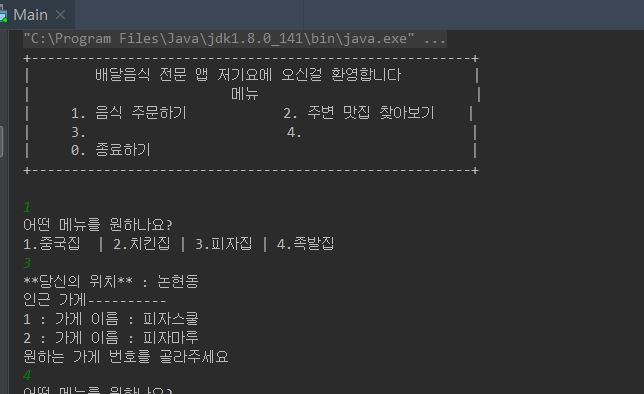 Main
"C:\Program Files\Java\jdk1.8.0_141\bin\java.exe" ...
+-------------------------------------------------------+
| 배달음식 전문 앱 저기요에 오신걸 환영합니다 |
| 메뉴 |
| 1. 음식 주문하기 2. 주변 맛집 찾아보기 |
| 3. 4. |
| 0. 종료하기 |
+-------------------------------------------------------+
1
어떤 메뉴를 원하나요?
1.중국집 | 2.치킨집 | 3.피자집 | 4.족발집
3
**당신의 위치** : 논현동
인근 가게----------
1 : 가게 이름 : 피자스쿨
2 : 가게 이름 : 피자마루
원하는 가게 번호를 골라주세요
4
어떤 메뉴를 원하나요?